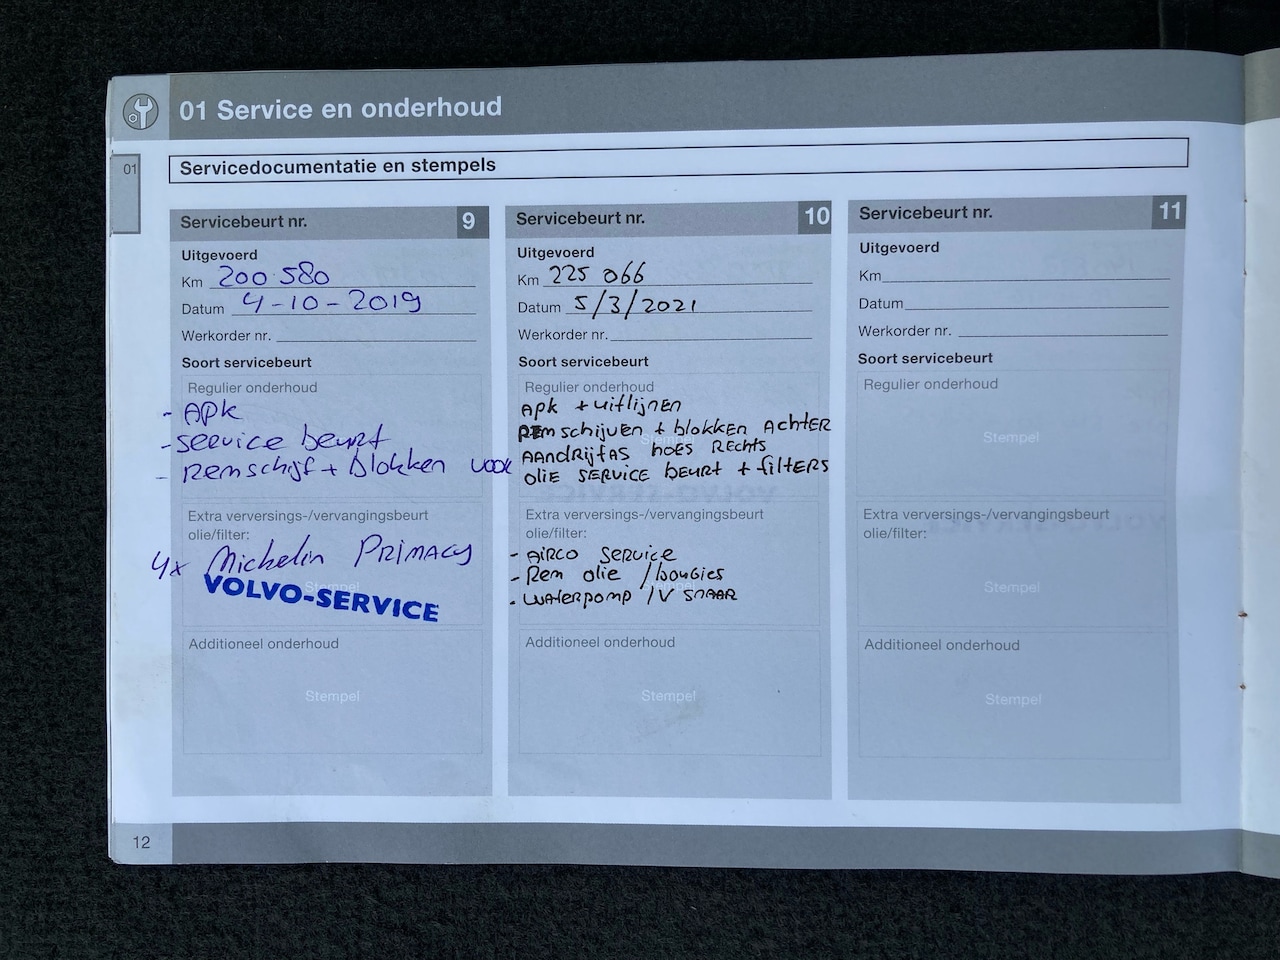 01 Service en onderhoud
01
Servicedocumentatie en stempels
Servicebeurt nr. 9
Uitgevoerd
Km 200 580
Datum 4-10-2019
Werkorder nr.
Soort servicebeurt
Regulier onderhoud
- APK
- service beurt
- Remschijf + Blokken voor
Extra verversings-/vervangingsbeurt
olie/filter:
4x Michelin PRIMACY
Stempel
VOLVO-SERVICE
Additioneel onderhoud
Stempel
Servicebeurt nr. 10
Uitgevoerd
Km 225 066
Datum 5/3/2021
Werkorder nr.
Soort servicebeurt
Regulier onderhoud
Apk + uitlijnen
Rem schijven + blokken ACHTER
Stempel
AANDRIJFAS hoes Rechts
olie SERVICE beurt + filters
Extra verversings-/vervangingsbeurt
olie/filter:
- AIRCO Service
- Rem olie / bougies
Stempel
- Waterpomp / V snaar
Additioneel onderhoud
Stempel
Servicebeurt nr. 11
Uitgevoerd
Km
Datum
Werkorder nr.
Soort servicebeurt
Regulier onderhoud
Stempel
Extra verversings-/vervangingsbeurt
olie/filter:
Stempel
Additioneel onderhoud
Stempel
12